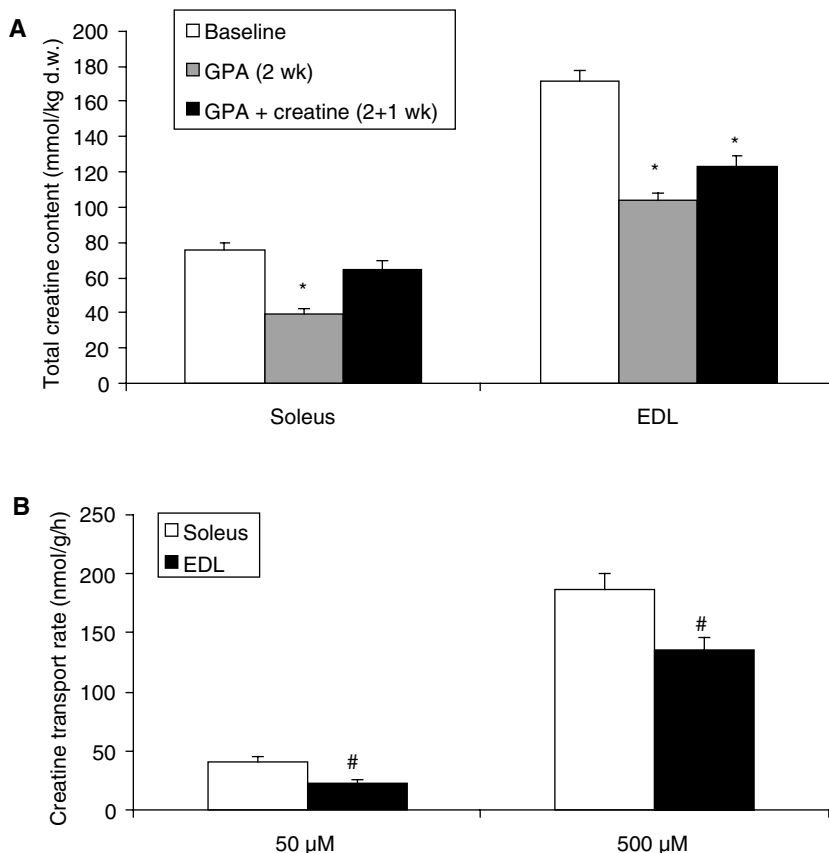 A
Total creatine content (mmol/kg d.w.)
200
180
160
140
120
100
80
60
40
20
0
Baseline
GPA (2 wk)
GPA + creatine (2+1 wk)
*
*
*
Soleus
EDL
B
Creatine transport rate (nmol/g/h)
250
200
150
100
50
0
Soleus
EDL
#
#
50 µM
500 µM